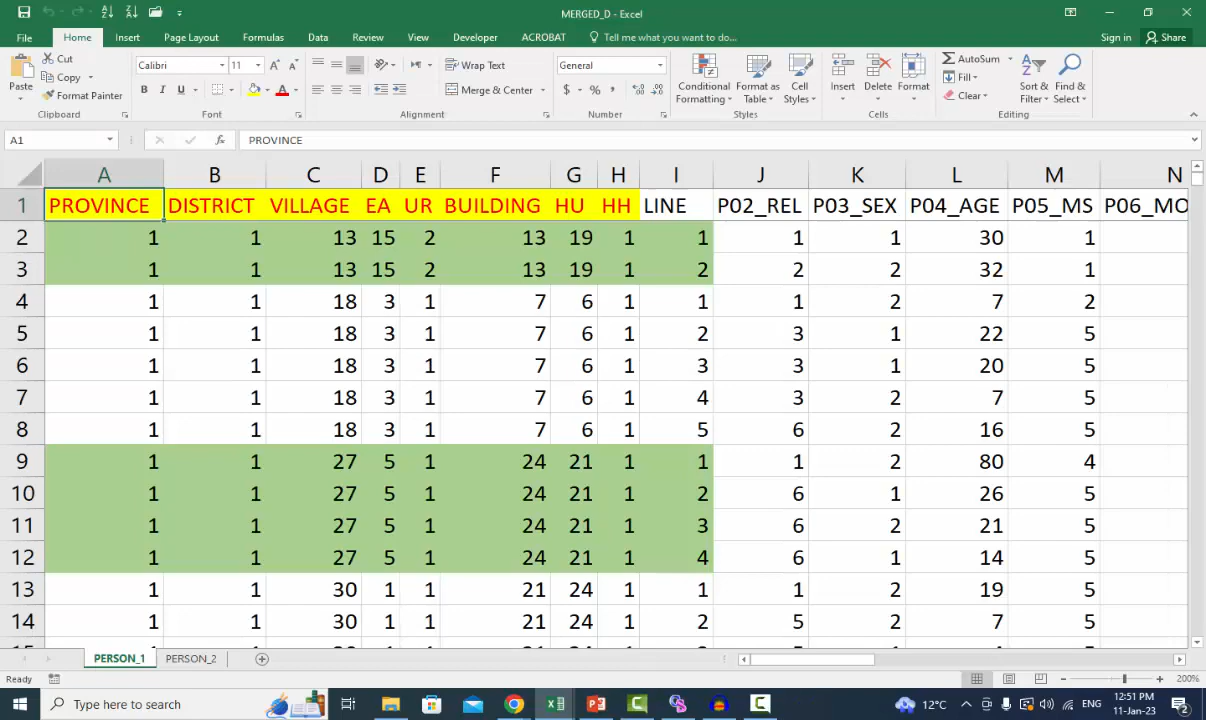 MERGED_D - Excel
File Home Insert Page Layout Formulas Data Review View Developer ACROBAT Tell me what you want to do... Sign in Share
Paste
Cut
Copy
Format Painter
Clipboard
Calibri 11
B I U
Font
Wrap Text
Merge & Center
Alignment
General
$ % ,
Number
Conditional Formatting
Format as Table
Cell Styles
Styles
Insert Delete Format
Cells
AutoSum
Fill
Clear
Sort & Filter
Find & Select
Editing
A1 fx PROVINCE
A B C D E F G H I J K L M N
1 PROVINCE DISTRICT VILLAGE EA UR BUILDING HU HH LINE P02_REL P03_SEX P04_AGE P05_MS P06_MO
2 1 1 13 15 2 13 19 1 1 1 1 30 1
3 1 1 13 15 2 13 19 1 2 2 2 32 1
4 1 1 18 3 1 7 6 1 1 1 2 7 2
5 1 1 18 3 1 7 6 1 2 3 1 22 5
6 1 1 18 3 1 7 6 1 3 3 1 20 5
7 1 1 18 3 1 7 6 1 4 3 2 7 5
8 1 1 18 3 1 7 6 1 5 6 2 16 5
9 1 1 27 5 1 24 21 1 1 1 2 80 4
10 1 1 27 5 1 24 21 1 2 6 1 26 5
11 1 1 27 5 1 24 21 1 3 6 2 21 5
12 1 1 27 5 1 24 21 1 4 6 1 14 5
13 1 1 30 1 1 21 24 1 1 1 2 19 5
14 1 1 30 1 1 21 24 1 2 5 2 7 5
PERSON_1 PERSON_2
Ready 200%
Type here to search 12°C ENG 12:51 PM
11-Jan-23 2